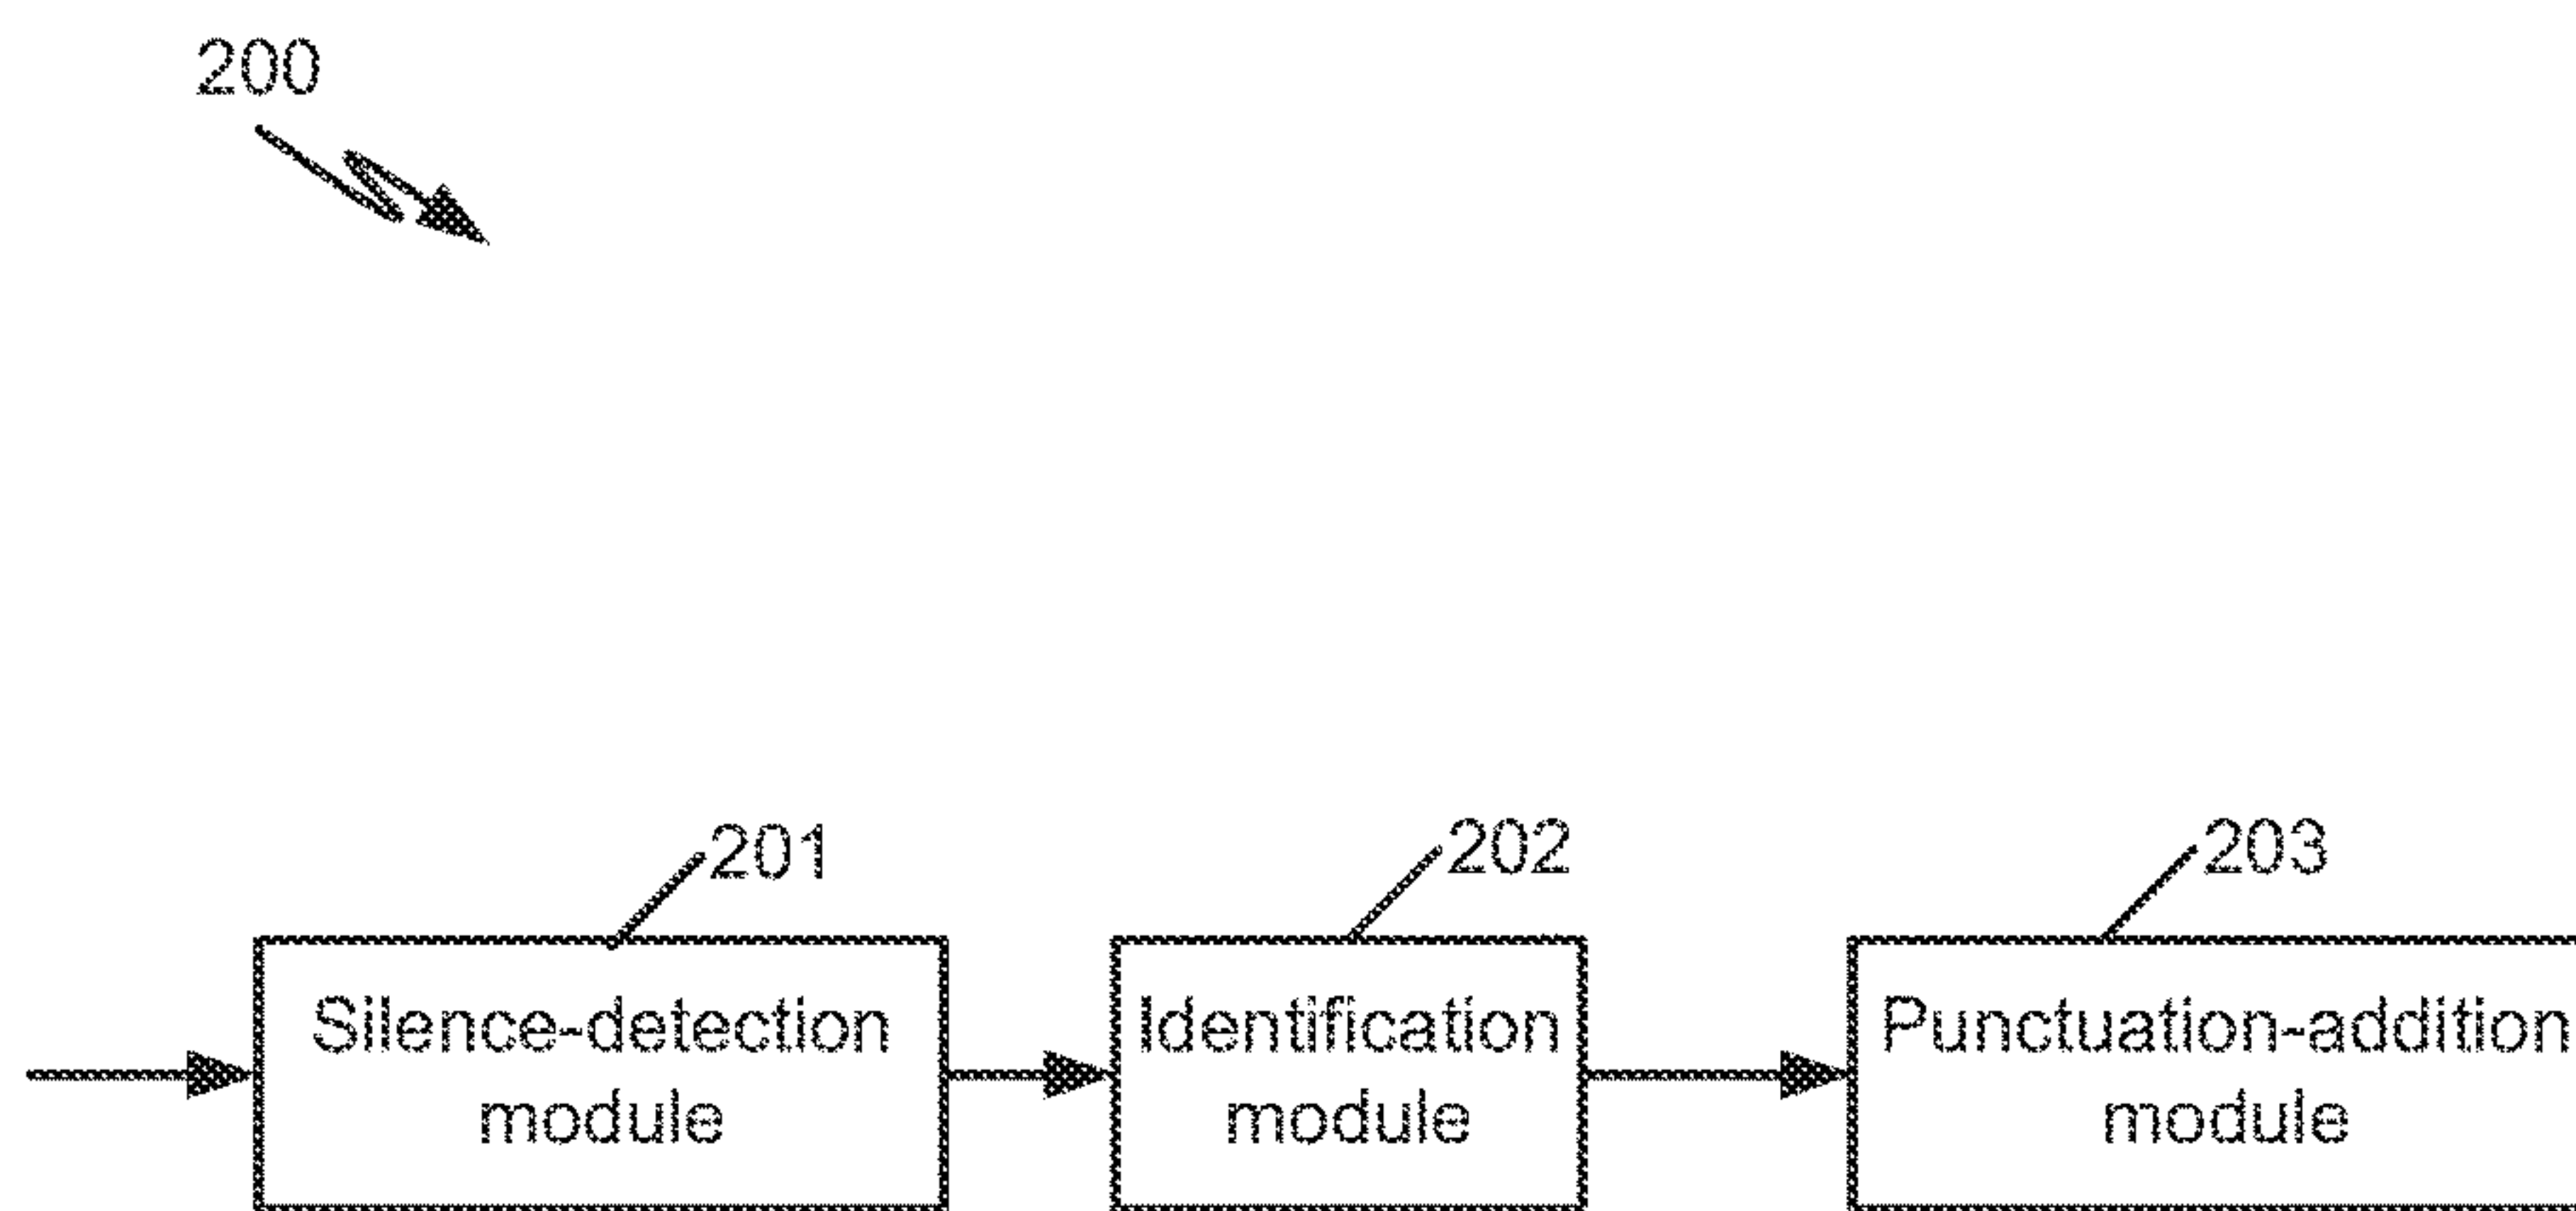 200
201
202
203
Silence-detection
module
Identification
module
Punctuation-addition
module